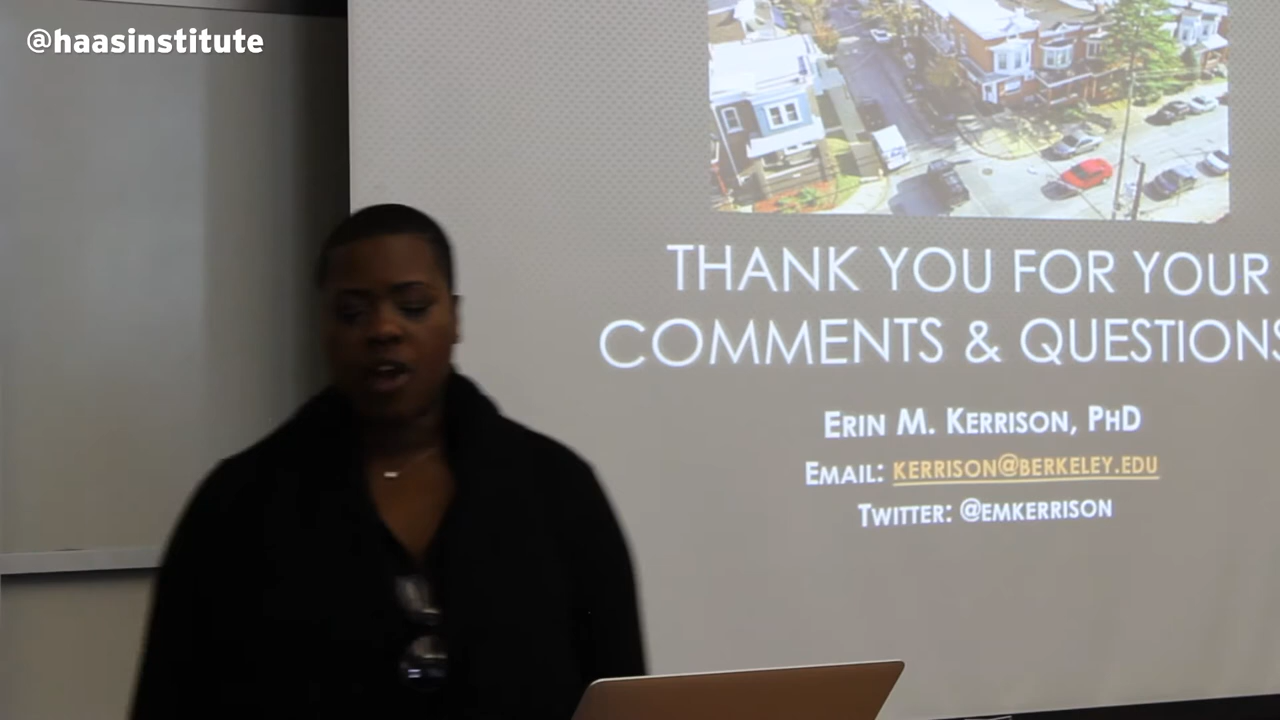 @haasinstitute
THANK YOU FOR YOUR
COMMENTS & QUESTIONS
ERIN M. KERRISON, PHD
EMAIL: KERRISON@BERKELEY.EDU
TWITTER: @EMKERRISON